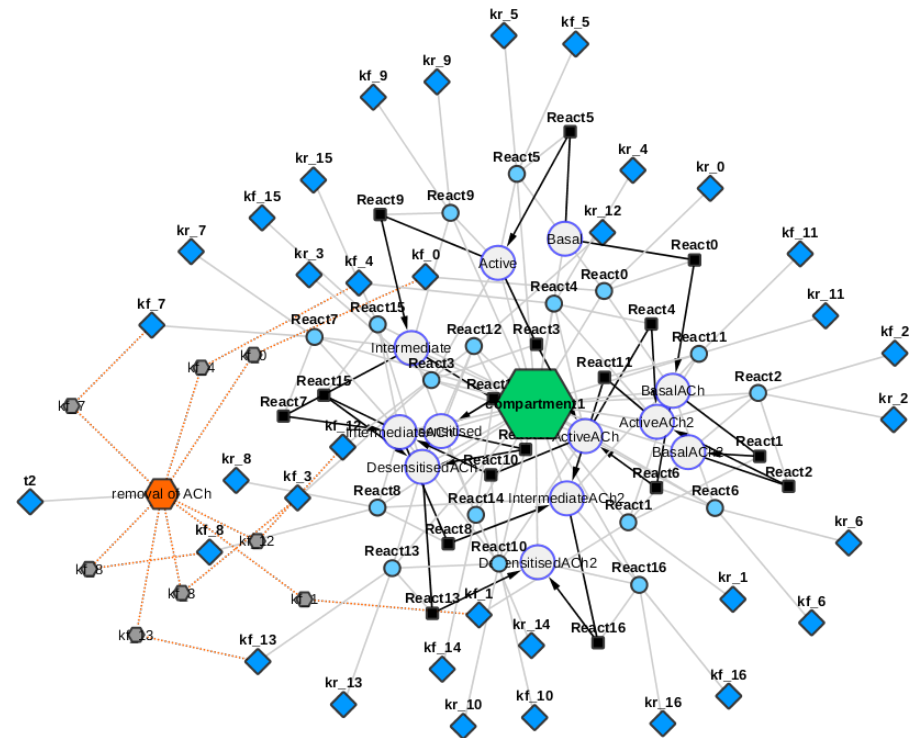 kr_5
kf_5
kr_9
kf_9
React5
kr_15
React5
kr_4
kr_0
React9
React9
kf_15
kr_12
Basal
kr_7
kf_11
React0
kr_3
kf_4
kf_0
Active
React0
React4
kr_11
kf_7
React7
React15
React4
React12
React3
React11
kf_2
Intermediate
React3
React11
React2
React15
BasalACh
kr_2
React7
compartment1
ActiveACh2
kf_12
ActiveACh
React1
DesensitisedACh
React10
React6
React2
kr_8
kf_3
IntermediateACh2
t2
removal of ACh
React8
React14
React6
React1
kr_6
kf_8
React8
React10
kf_12
React13
DesensitisedACh2
React16
kr_1
React13
kf_1
kf_6
React16
kf_13
kr_14
kf_14
kf_16
kr_13
kr_10
kf_10
kr_16